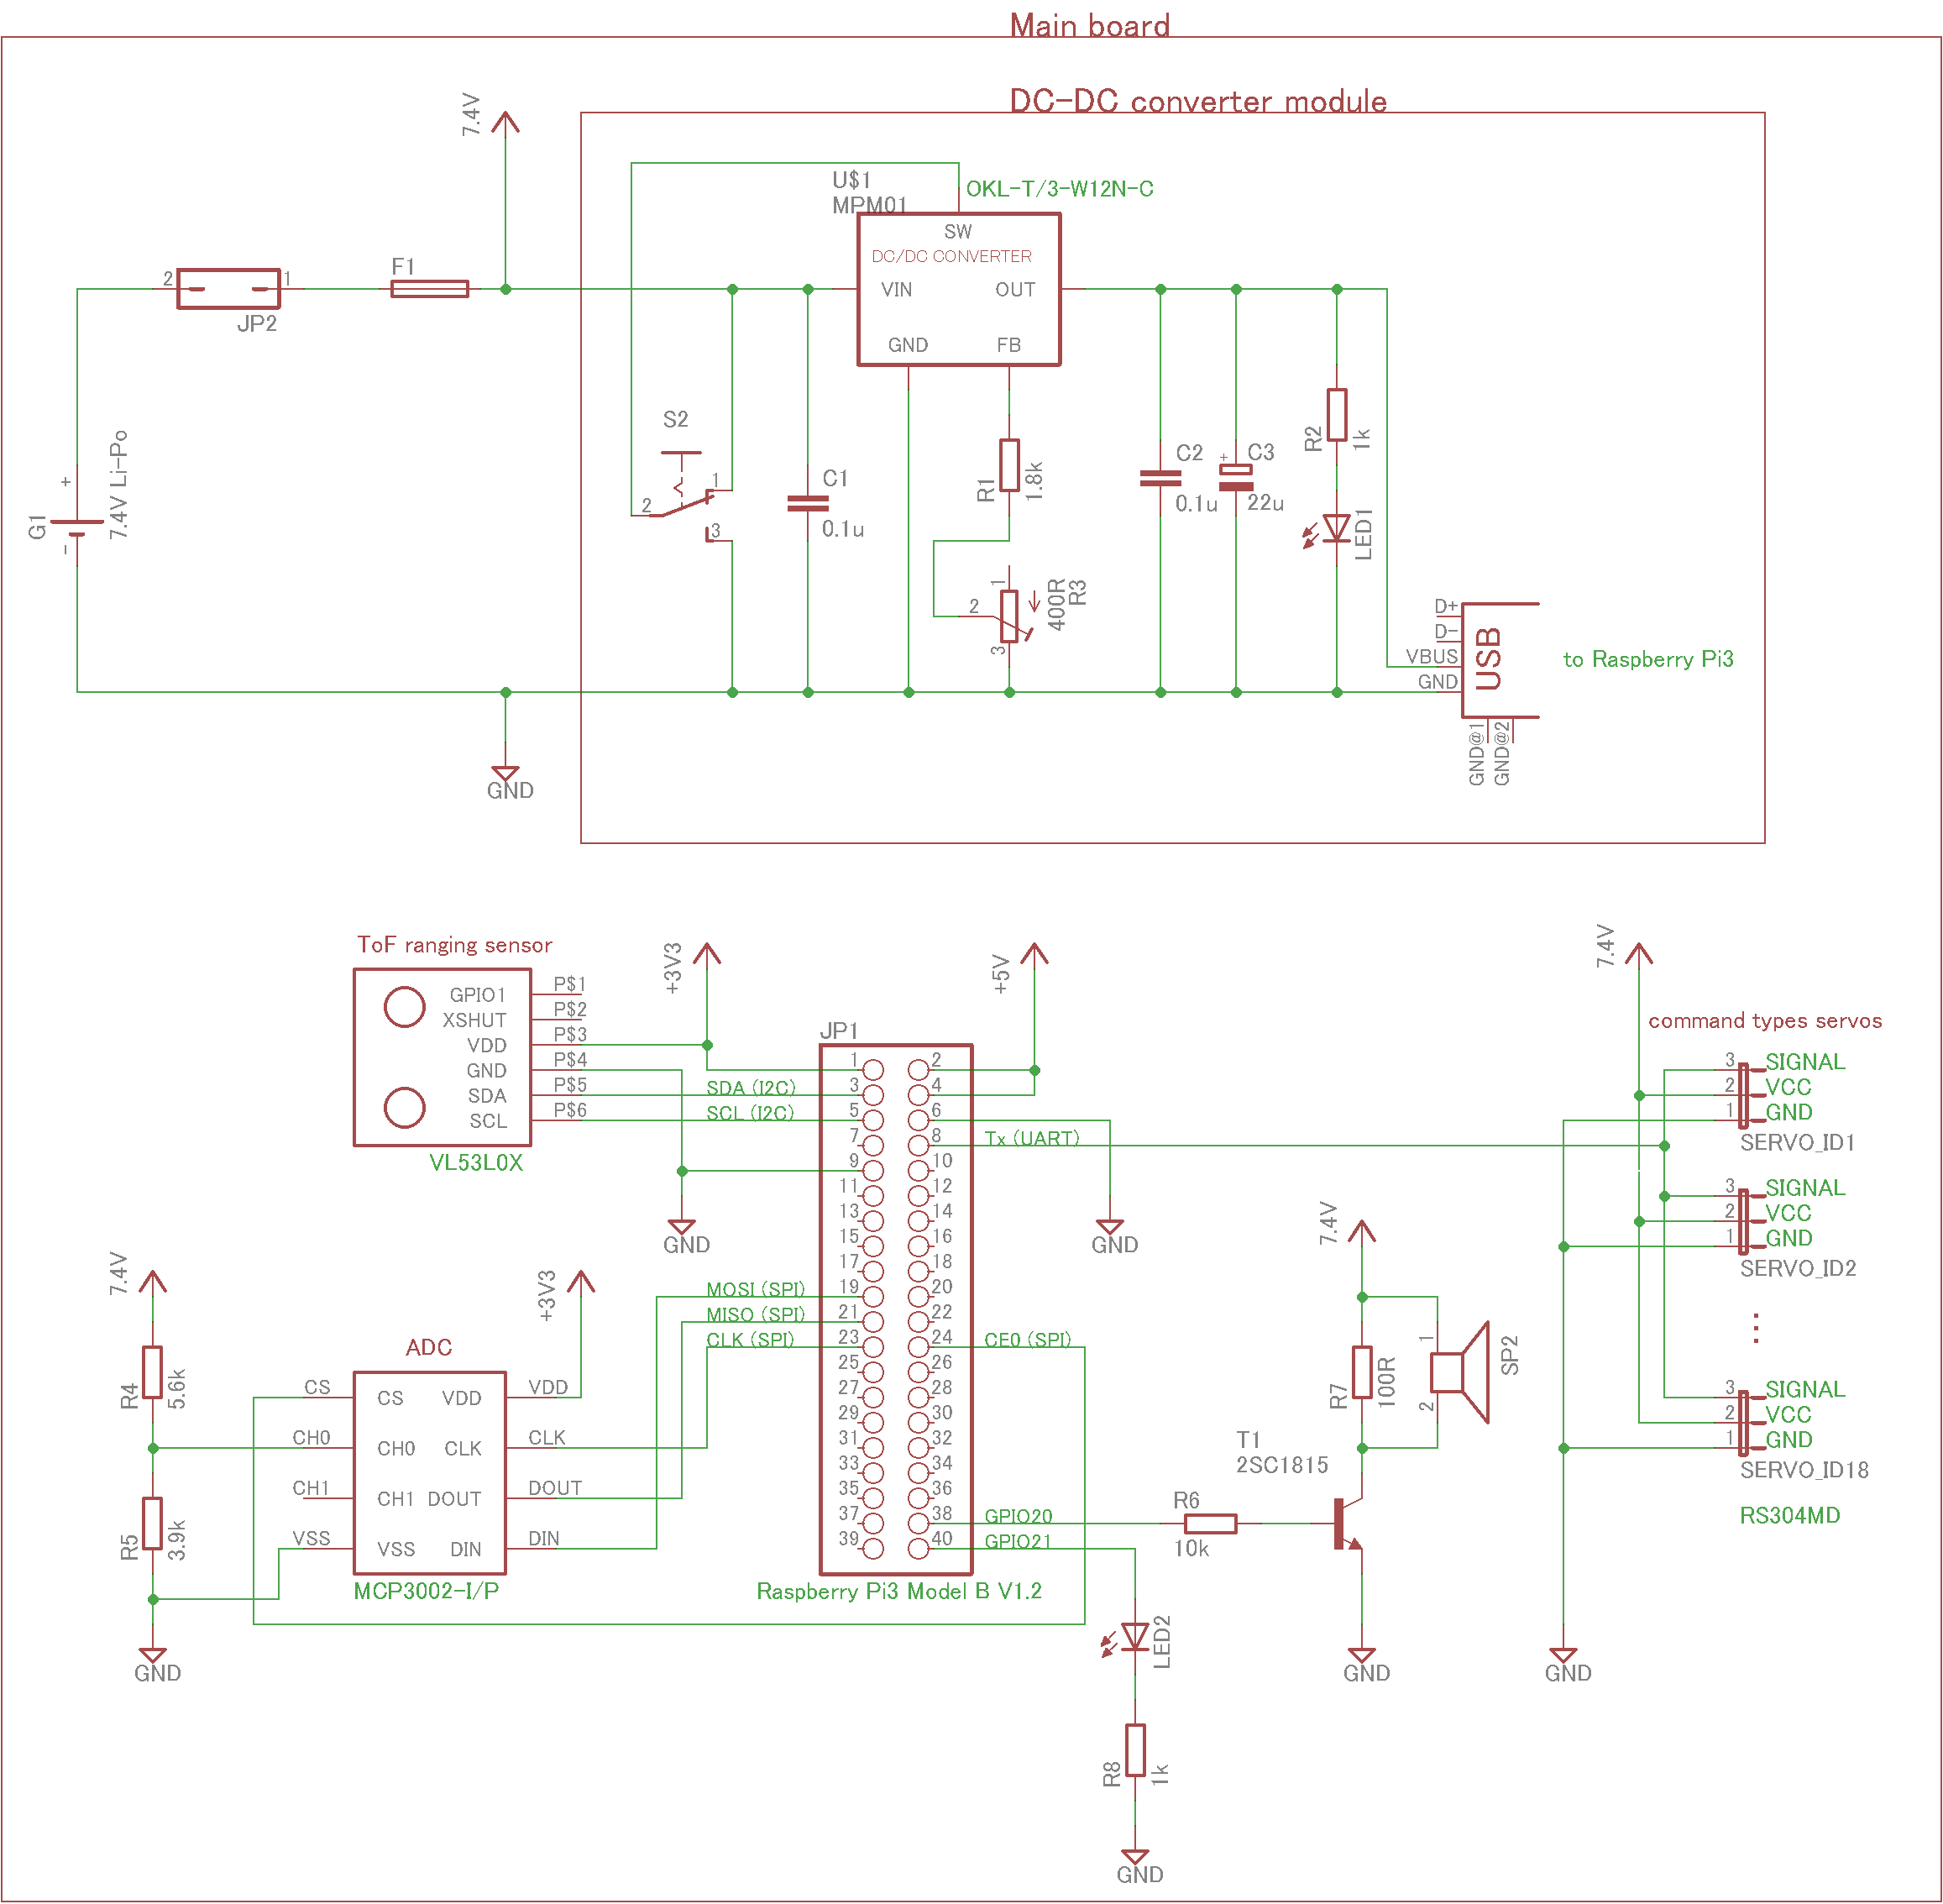 Main board
DC-DC converter module
7.4V
U$1
MPM01
OKL-T/3-W12N-C
SW
DC/DC CONVERTER
VIN
OUT
GND
FB
2
1
JP2
F1
S2
1
2
3
C1
0.1u
R1
1.8k
1
2
3
400R
R3
C2
0.1u
+
C3
22u
R2
1k
LED1
G1
+
-
7.4V Li-Po
D+
D-
VBUS
GND
USB
GND@1
GND@2
to Raspberry Pi3
GND
ToF ranging sensor
GPIO1
XSHUT
VDD
GND
SDA
SCL
P$1
P$2
P$3
P$4
P$5
P$6
VL53L0X
+3V3
+5V
GND
GND
JP1
1 2
3 4
5 6
7 8
9 10
11 12
13 14
15 16
17 18
19 20
21 22
23 24
25 26
27 28
29 30
31 32
33 34
35 36
37 38
39 40
SDA (I2C)
SCL (I2C)
Tx (UART)
MOSI (SPI)
MISO (SPI)
CLK (SPI)
CE0 (SPI)
GPIO20
GPIO21
Raspberry Pi3 Model B V1.2
7.4V
R4
5.6k
R5
3.9k
GND
ADC
+3V3
CS
CH0
CH1
VSS
CS VDD
CH0 CLK
CH1 DOUT
VSS DIN
VDD
CLK
DOUT
DIN
MCP3002-I/P
7.4V
R7
100R
1
2
SP2
T1
2SC1815
R6
10k
GND
LED2
R8
1k
GND
7.4V
command types servos
3 SIGNAL
2 VCC
1 GND
SERVO_ID1
3 SIGNAL
2 VCC
1 GND
SERVO_ID2
3 SIGNAL
2 VCC
1 GND
SERVO_ID18
RS304MD
GND